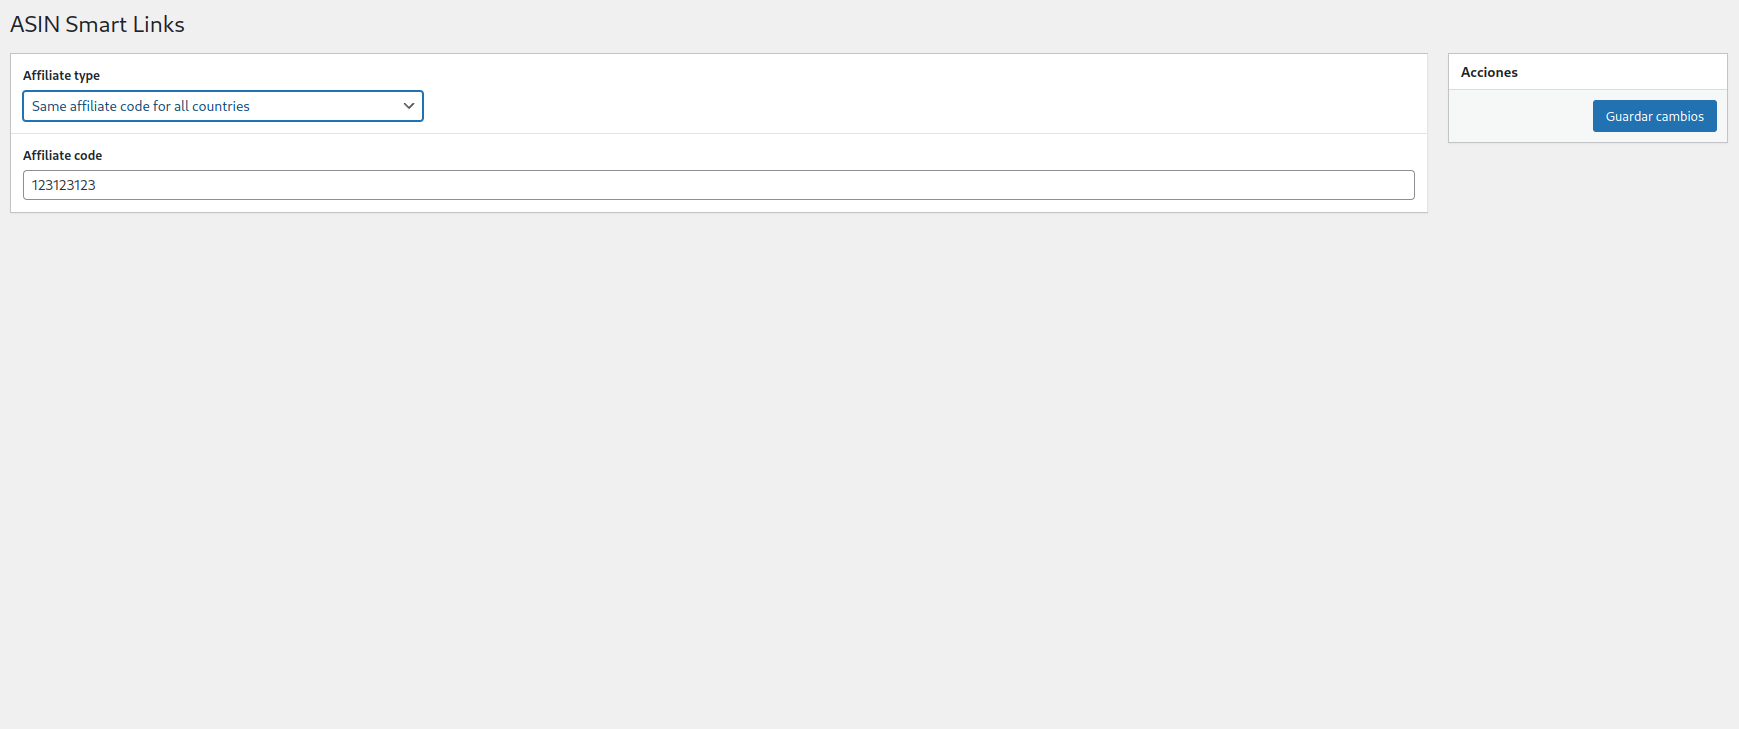 ASIN Smart Links
Affiliate type
Same affiliate code for all countries
Affiliate code
123123123
Acciones
Guardar cambios